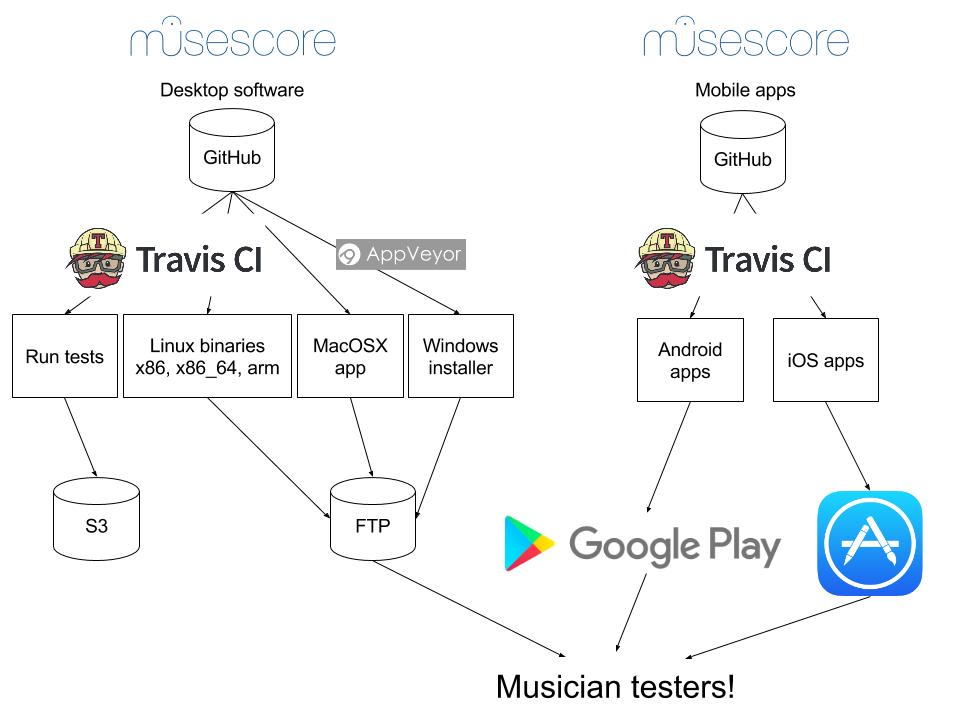 musescore
musescore
Desktop software
Mobile apps
GitHub
GitHub
T
Travis CI
AppVeyor
T
Travis CI
Run tests
Linux binaries
x86, x86_64, arm
MacOSX
app
Windows
installer
Android
apps
iOS apps
S3
FTP
Google Play
Musician testers!